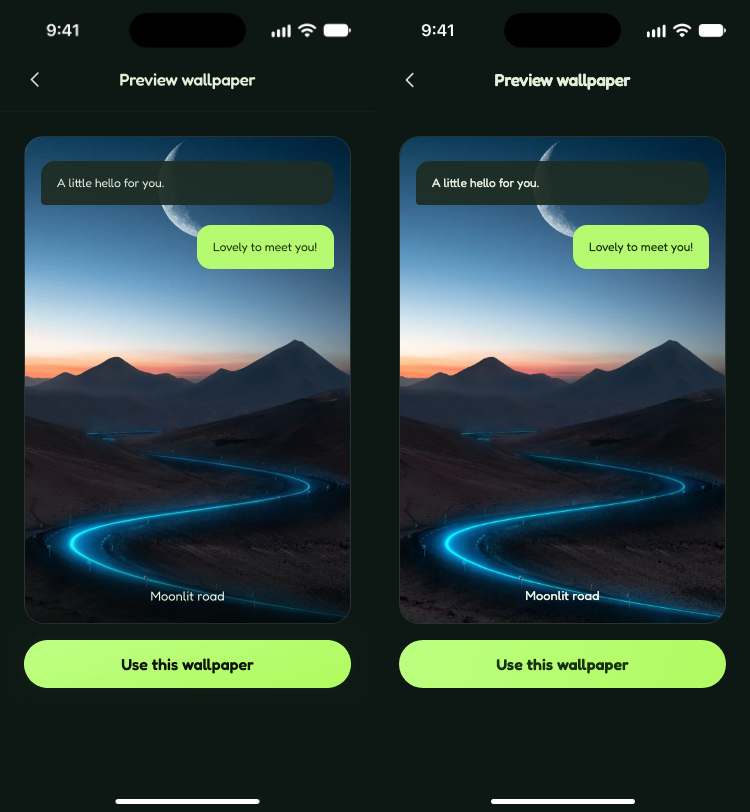 9:41
Preview wallpaper
A little hello for you.
Lovely to meet you!
Moonlit road
Use this wallpaper
9:41
Preview wallpaper
A little hello for you.
Lovely to meet you!
Moonlit road
Use this wallpaper